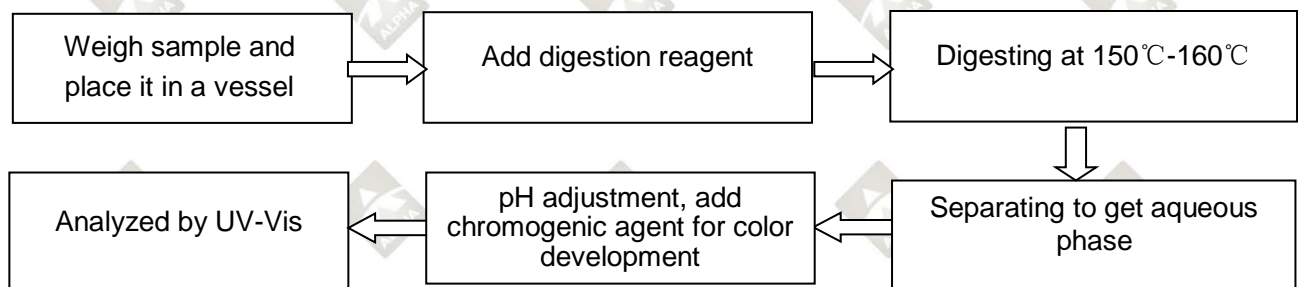 Weigh sample and
place it in a vessel
Add digestion reagent
Digesting at 150℃-160℃
Separating to get aqueous
phase
pH adjustment, add
chromogenic agent for color
development
Analyzed by UV-Vis
ALPHA